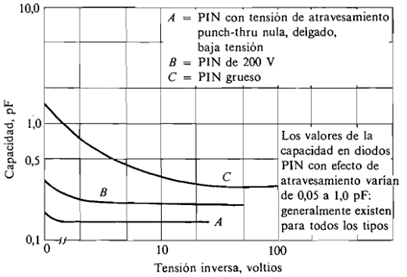 10,0
A = PIN con tensión de atravesamiento
punch-thru nula, delgado,
baja tensión
B = PIN de 200 V
C = PIN grueso
Capacidad, pF
1,0
0,5
0,1
Los valores de la
capacidad en diodos
PIN con efecto de
atravesamiento varían
de 0,05 a 1,0 pF:
generalmente existen
para todos los tipos
C
B
A
0
10
100
Tensión inversa, voltios